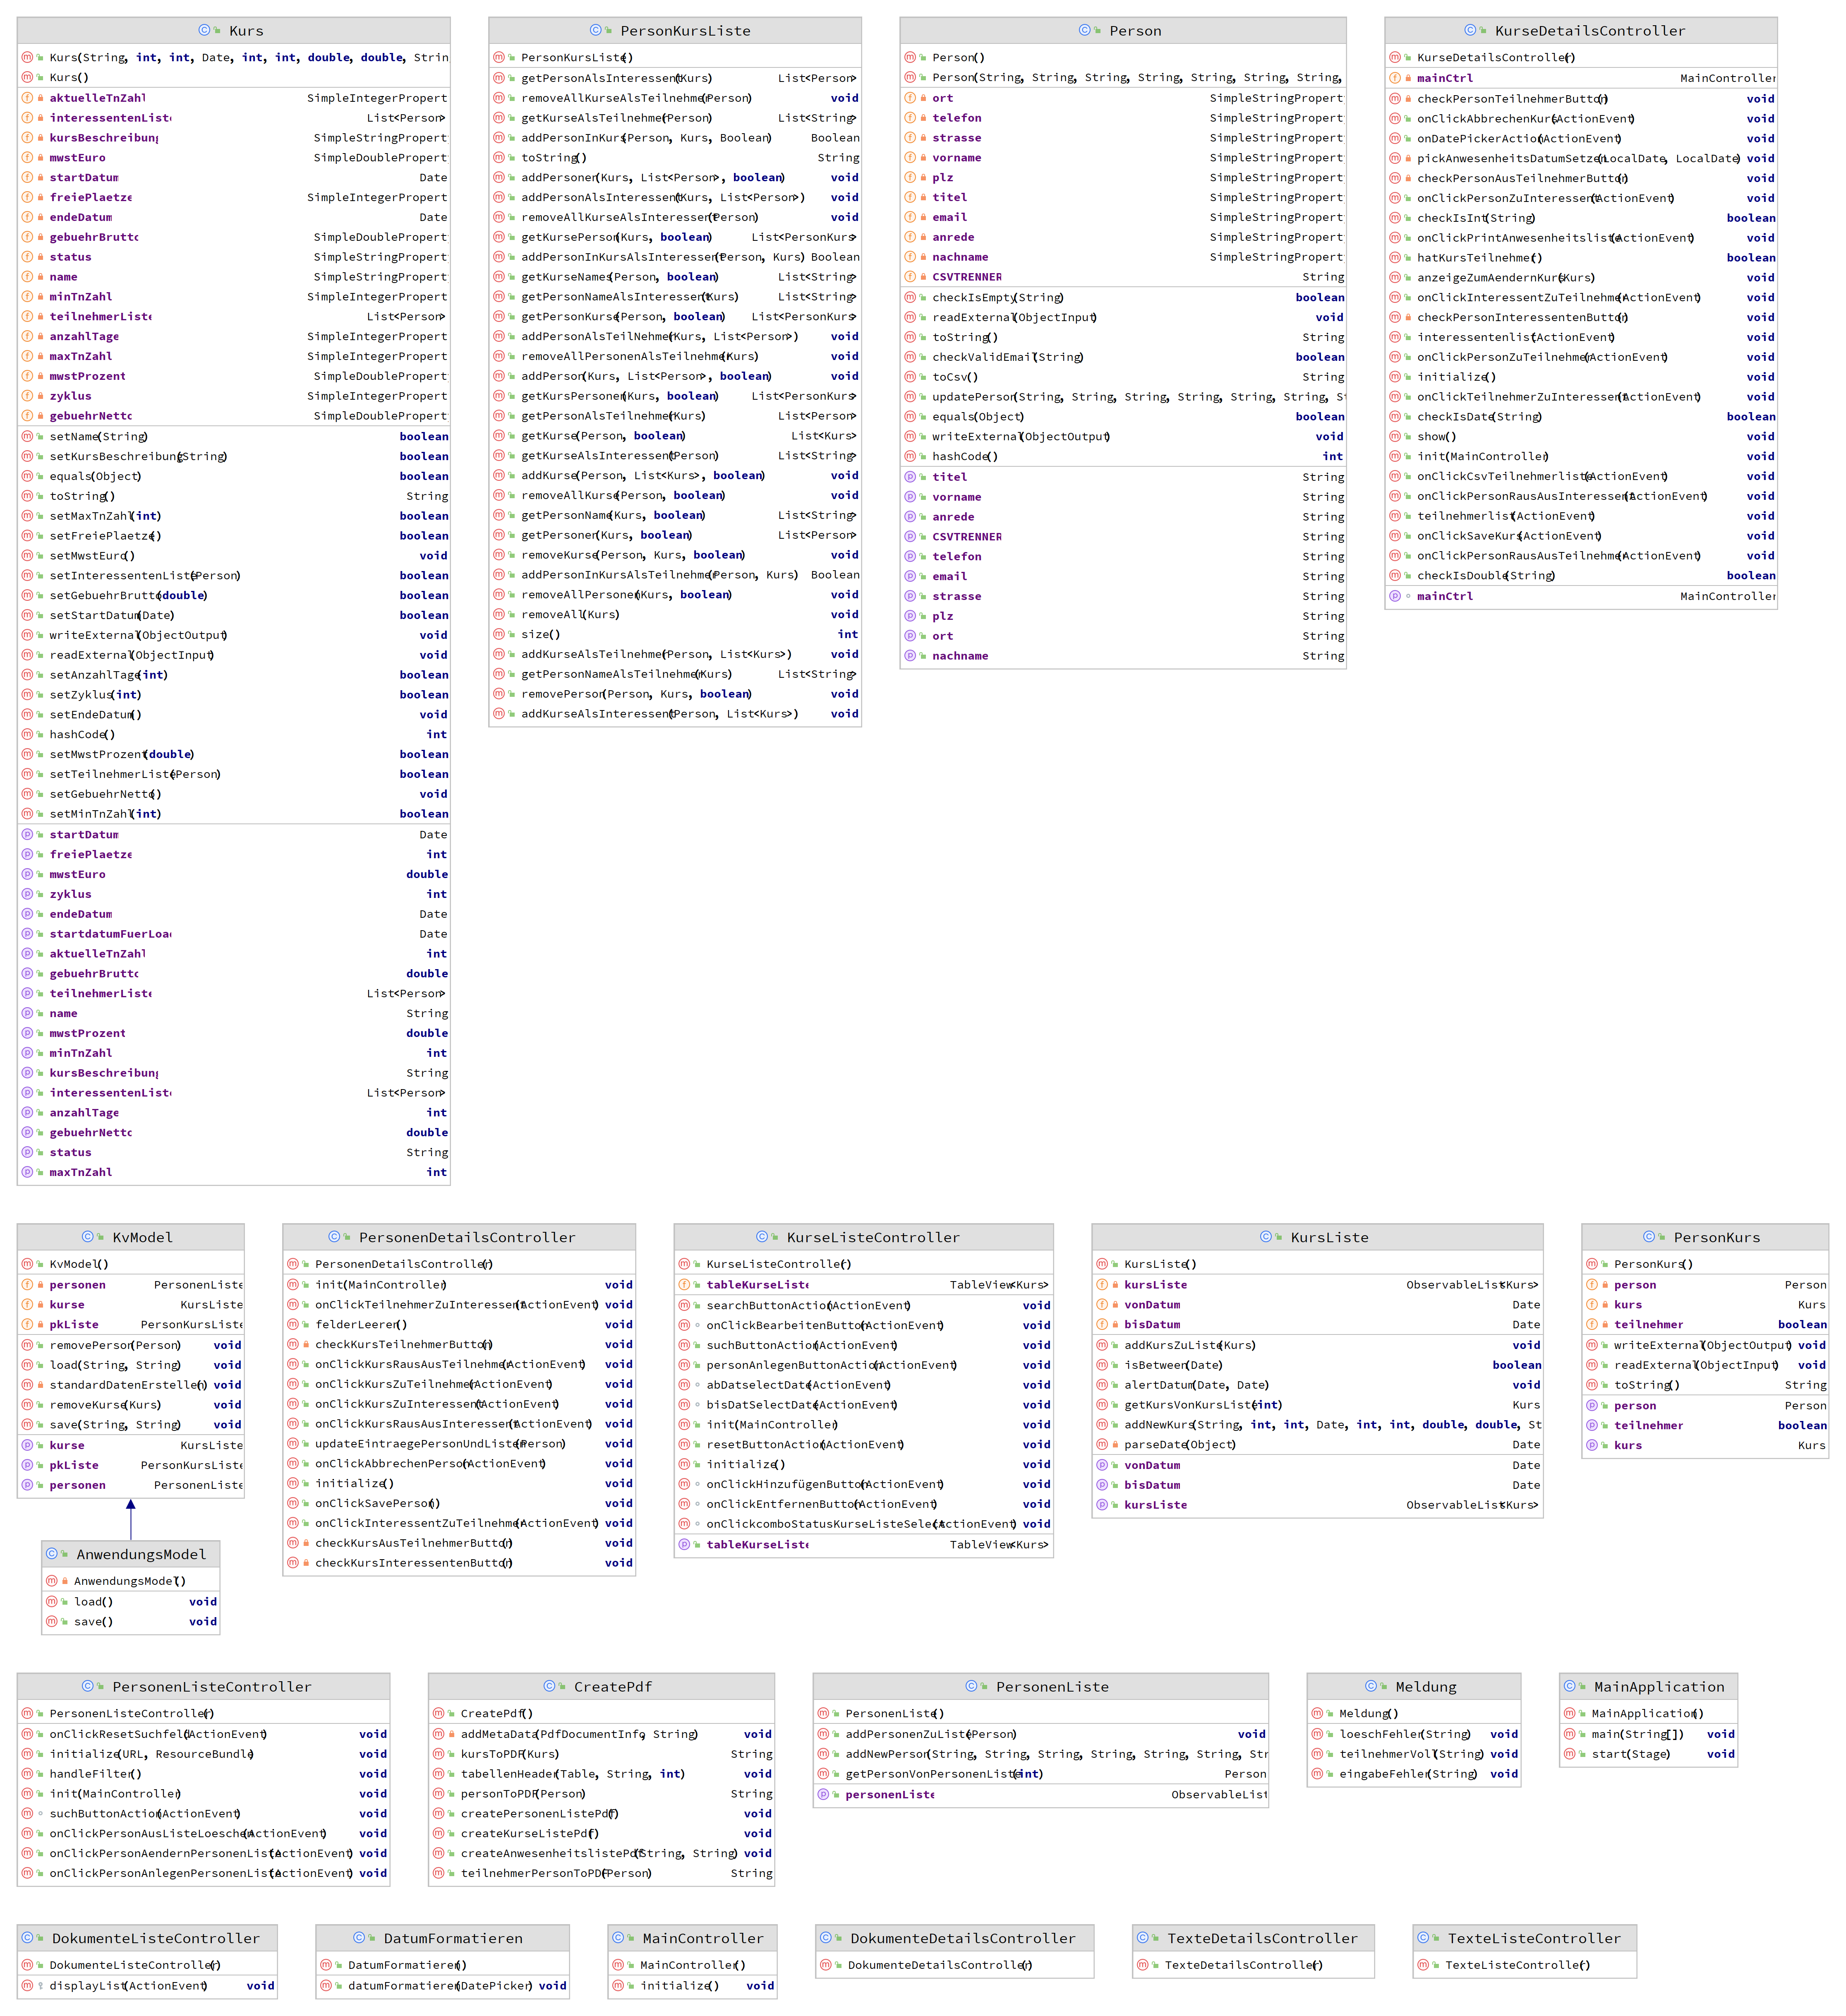 Kurs
Kurs(String, int, int, Date, int, int, double, double, Strin
Kurs()
aktuelleTnZahl SimpleIntegerPropert
interessentenListe List<Person>
kursBeschreibung SimpleStringPropert
mwstEuro SimpleDoublePropert
startDatum Date
freiePlaetze SimpleIntegerPropert
endeDatum Date
gebuehrBrutto SimpleDoublePropert
status SimpleStringPropert
name SimpleStringPropert
minTnZahl SimpleIntegerPropert
teilnehmerListe List<Person>
anzahlTage SimpleIntegerPropert
maxTnZahl SimpleIntegerPropert
mwstProzent SimpleDoublePropert
zyklus SimpleIntegerPropert
gebuehrNetto SimpleDoublePropert
setName(String) boolean
setKursBeschreibung(String) boolean
equals(Object) boolean
toString() String
setMaxTnZahl(int) boolean
setFreiePlaetze() boolean
setMwstEuro() void
setInteressentenListe(Person) boolean
setGebuehrBrutto(double) boolean
setStartDatum(Date) boolean
writeExternal(ObjectOutput) void
readExternal(ObjectInput) void
setAnzahlTage(int) boolean
setZyklus(int) boolean
setEndeDatum() void
hashCode() int
setMwstProzent(double) boolean
setTeilnehmerListe(Person) boolean
setGebuehrNetto() void
setMinTnZahl(int) boolean
startDatum Date
freiePlaetze int
mwstEuro double
zyklus int
endeDatum Date
startdatumFuerLoad Date
aktuelleTnZahl int
gebuehrBrutto double
teilnehmerListe List<Person>
name String
mwstProzent double
minTnZahl int
kursBeschreibung String
interessentenListe List<Person>
anzahlTage int
gebuehrNetto double
status String
maxTnZahl int
PersonKursListe
PersonKursListe()
getPersonAlsInteressent(Kurs) List<Person>
removeAllKurseAlsTeilnehmer(Person) void
getKurseAlsTeilnehmer(Person) List<String>
addPersonInKurs(Person, Kurs, Boolean) Boolean
toString() String
addPersonen(Kurs, List<Person>, boolean) void
addPersonAlsInteressent(Kurs, List<Person>) void
removeAllKurseAlsInteressent(Person) void
getKursPerson(Kurs, boolean) List<PersonKurs>
addPersonInKursAlsInteressent(Person, Kurs) Boolean
getKurseNames(Person, boolean) List<String>
getPersonNameAlsInteressent(Kurs) List<String>
getPersonKurse(Person, boolean) List<PersonKurs>
addPersonAlsTeilNehmer(Kurs, List<Person>) void
removeAllPersonenAlsTeilnehmer(Kurs) void
addPerson(Kurs, List<Person>, boolean) void
getKursPersonen(Kurs, boolean) List<PersonKurs>
getPersonAlsTeilnehmer(Kurs) List<Person>
getKurse(Person, boolean) List<Kurs>
getKurseAlsInteressent(Person) List<String>
addKurse(Person, List<Kurs>, boolean) void
removeAllKurse(Person, boolean) void
getPersonName(Kurs, boolean) List<String>
getPersonen(Kurs, boolean) List<Person>
removeKurse(Person, Kurs, boolean) void
addPersonInKursAlsTeilnehmer(Person, Kurs) Boolean
removeAllPersonen(Kurs, boolean) void
removeAll(Kurs) void
size() int
addKurseAlsTeilnehmer(Person, List<Kurs>) void
getPersonNameAlsTeilnehmer(Kurs) List<String>
removePerson(Person, Kurs, boolean) void
addKurseAlsInteressent(Person, List<Kurs>) void
Person
Person()
Person(String, String, String, String, String, String, String,
ort SimpleStringPropert
telefon SimpleStringPropert
strasse SimpleStringPropert
vorname SimpleStringPropert
plz SimpleStringPropert
titel SimpleStringPropert
email SimpleStringPropert
anrede SimpleStringPropert
nachname SimpleStringPropert
CSVTRENNER String
checkIsEmpty(String) boolean
readExternal(ObjectInput) void
toString() String
checkValidEmail(String) boolean
toCsv() String
updatePerson(String, String, String, String, String, String, St
equals(Object) boolean
writeExternal(ObjectOutput) void
hashCode() int
titel String
vorname String
anrede String
CSVTRENNER String
telefon String
email String
strasse String
plz String
ort String
nachname String
KurseDetailsController
KurseDetailsController()
mainCtrl MainController
checkPersonTeilnehmerButton() void
onClickAbbrechenKurs(ActionEvent) void
onDatePickerAction(ActionEvent) void
pickAnwesenheitsDatumSetzen(LocalDate, LocalDate) void
checkPersonAusTeilnehmerButton() void
onClickPersonZuInteressent(ActionEvent) void
checkIsInt(String) boolean
onClickPrintAnwesenheitsliste(ActionEvent) void
hatKursTeilnehmer() boolean
anzeigeZumAendernKurs(Kurs) void
onClickInteressentZuTeilnehmer(ActionEvent) void
checkPersonInteressentenButton() void
interessentenlist(ActionEvent) void
onClickPersonZuTeilnehmer(ActionEvent) void
initialize() void
onClickTeilnehmerZuInteressent(ActionEvent) void
checkIsDate(String) boolean
show() void
init(MainController) void
onClickCsvTeilnehmerliste(ActionEvent) void
onClickPersonRausAusInteressent(ActionEvent) void
teilnehmerlist(ActionEvent) void
onClickSaveKurs(ActionEvent) void
onClickPersonRausAusTeilnehmer(ActionEvent) void
checkIsDouble(String) boolean
mainCtrl MainController
KvModel
KvModel()
personen PersonenListe
kurse KursListe
pkListe PersonKursListe
removePerson(Person) void
load(String, String) void
standardDatenErstellen() void
removeKurse(Kurs) void
save(String, String) void
kurse KursListe
pkListe PersonKursListe
personen PersonenListe
AnwendungsModel
AnwendungsModel()
load() void
save() void
PersonenDetailsController
PersonenDetailsController()
init(MainController) void
onClickTeilnehmerZuInteressent(ActionEvent) void
felderLeeren() void
checkKursTeilnehmerButton() void
onClickKursRausAusTeilnehmer(ActionEvent) void
onClickKursZuTeilnehmer(ActionEvent) void
onClickKursZuInteressent(ActionEvent) void
onClickKursRausAusInteressent(ActionEvent) void
updateEintraegePersonUndListen(Person) void
onClickAbbrechenPerson(ActionEvent) void
initialize() void
onClickSavePerson() void
onClickInteressentZuTeilnehmer(ActionEvent) void
checkKursAusTeilnehmerButton() void
checkKursInteressentenButton() void
KurseListeController
KurseListeController()
tableKurseListe TableView<Kurs>
searchButtonAction(ActionEvent) void
onClickBearbeitenButton(ActionEvent) void
suchButtonAction(ActionEvent) void
personAnlegenButtonAction(ActionEvent) void
abDatselectDate(ActionEvent) void
bisDatSelectDate(ActionEvent) void
init(MainController) void
resetButtonAction(ActionEvent) void
initialize() void
onClickHinzufügenButton(ActionEvent) void
onClickEntfernenButton(ActionEvent) void
onClickcomboStatusKurseListeSelect(ActionEvent) void
tableKurseListe TableView<Kurs>
KursListe
KursListe()
kursListe ObservableList<Kurs>
vonDatum Date
bisDatum Date
addKursZuListe(Kurs) void
isBetween(Date) boolean
alertDatum(Date, Date) void
getKursVonKursListe(int) Kurs
addNewKurs(String, int, int, Date, int, int, double, double, St
parseDate(Object) Date
vonDatum Date
bisDatum Date
kursListe ObservableList<Kurs>
PersonKurs
PersonKurs()
person Person
kurs Kurs
teilnehmer boolean
writeExternal(ObjectOutput) void
readExternal(ObjectInput) void
toString() String
person Person
teilnehmer boolean
kurs Kurs
PersonenListeController
PersonenListeController()
onClickResetSuchfeld(ActionEvent) void
initialize(URL, ResourceBundle) void
handleFilter() void
init(MainController) void
suchButtonAction(ActionEvent) void
onClickPersonAusListeLoeschen(ActionEvent) void
onClickPersonAendernPersonenListe(ActionEvent) void
onClickPersonAnlegenPersonenListe(ActionEvent) void
CreatePdf
CreatePdf()
addMetaData(PdfDocumentInfo, String) void
kursToPDF(Kurs) String
tabellenHeader(Table, String, int) void
personToPDF(Person) String
createPersonenListePdf() void
createKurseListePdf() void
createAnwesenheitslistePdf(String, String) void
teilnehmerPersonToPDF(Person) String
PersonenListe
PersonenListe()
addPersonenZuListe(Person) void
addNewPerson(String, String, String, String, String, String, Str
getPersonVonPersonenListe(int) Person
personenListe ObservableList
Meldung
Meldung()
loeschFehler(String) void
teilnehmerVoll(String) void
eingabeFehler(String) void
MainApplication
MainApplication()
main(String[]) void
start(Stage) void
DokumenteListeController
DokumenteListeController()
displayList(ActionEvent) void
DatumFormatieren
DatumFormatieren()
datumFormatieren(DatePicker) void
MainController
MainController()
initialize() void
DokumenteDetailsController
DokumenteDetailsController()
TexteDetailsController
TexteDetailsController()
TexteListeController
TexteListeController()